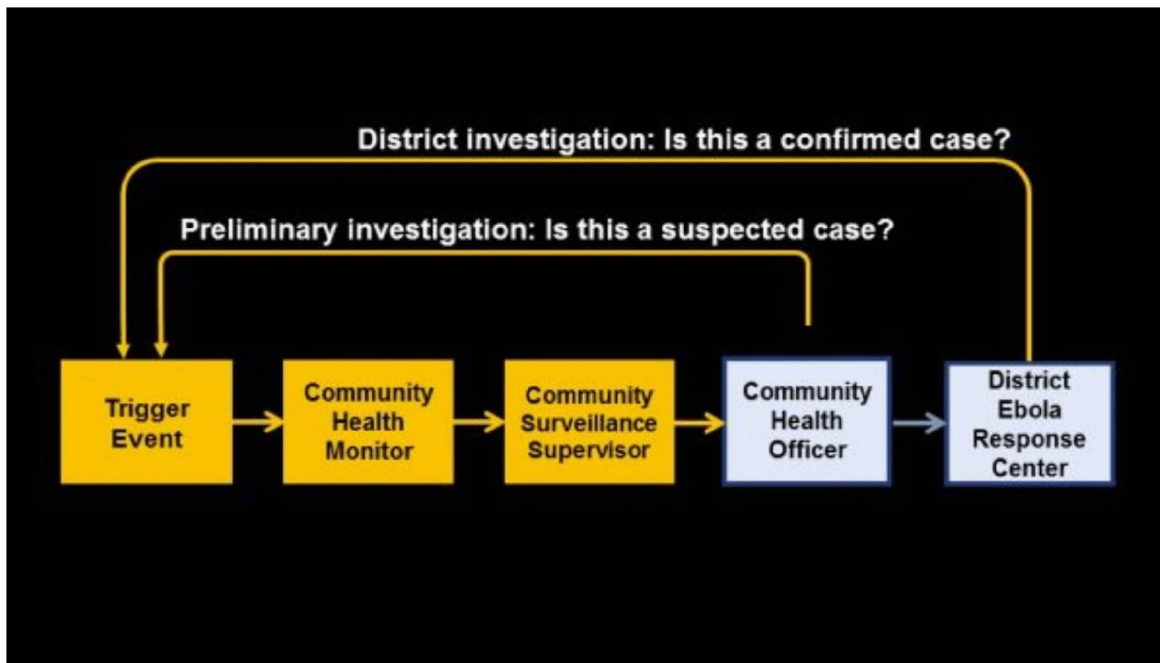 District investigation: Is this a confirmed case?
Preliminary investigation: Is this a suspected case?
Trigger
Event
Community
Health
Monitor
Community
Surveillance
Supervisor
Community
Health
Officer
District
Ebola
Response
Center